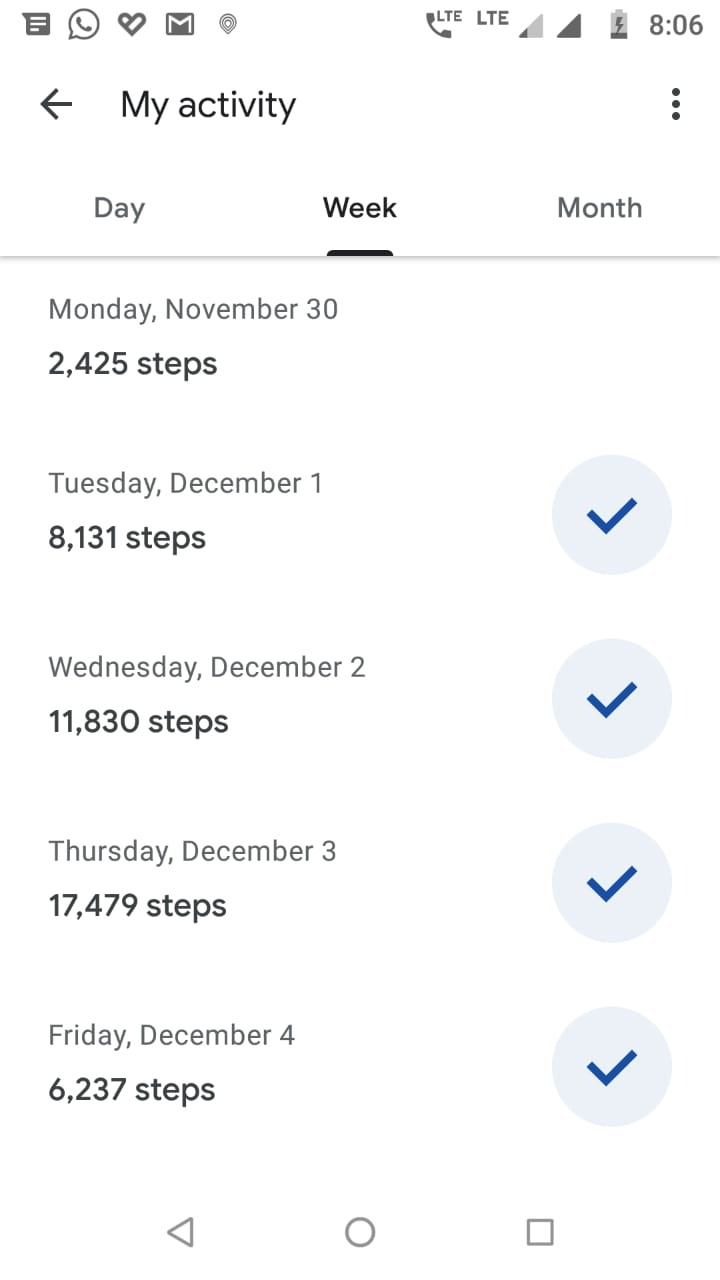 LTE LTE 8:06
My activity
Day Week Month
Monday, November 30
2,425 steps
Tuesday, December 1
8,131 steps
Wednesday, December 2
11,830 steps
Thursday, December 3
17,479 steps
Friday, December 4
6,237 steps